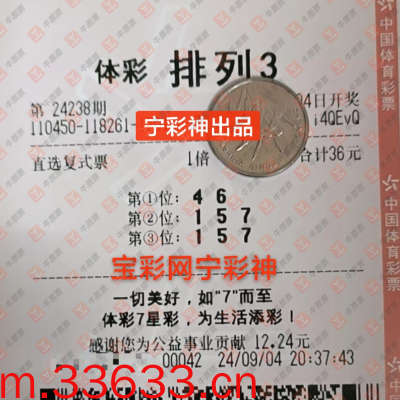 体彩 排列3
第 24238期 04日开奖
110450-118261- i4QEvQ
宁彩神出品
直选复式票 1倍 合计36元
第①位：4 6
第②位：1 5 7
第③位：1 5 7
宝彩网宁彩神
一切美好，如“7”而至
体彩7星彩，为生活添彩！
感谢您为公益事业贡献 12.24元
00042 24/09/04 20:37:43
m.33633.cn
中国体育彩票
中国体育彩票